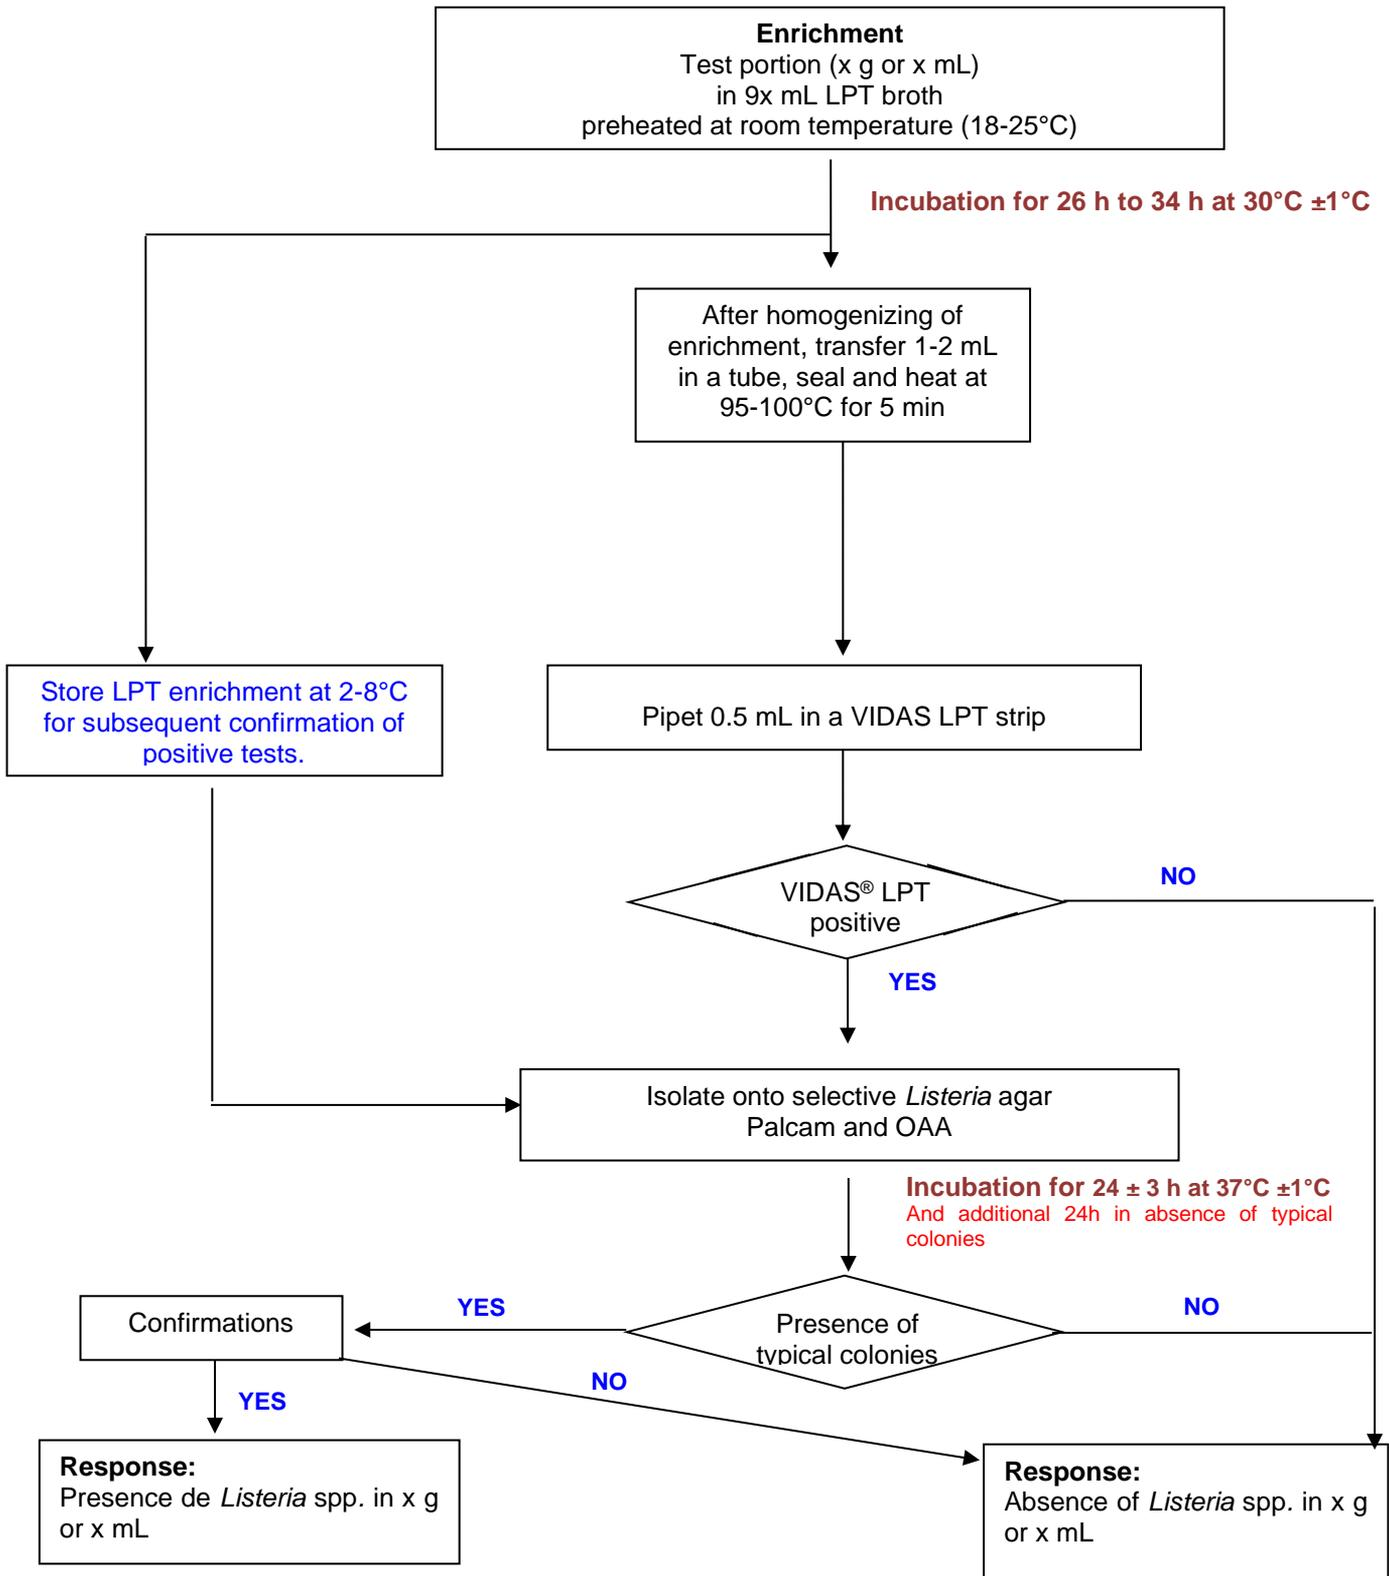 Enrichment
Test portion (x g or x mL)
in 9x mL LPT broth
preheated at room temperature (18-25°C)
Incubation for 26 h to 34 h at 30°C ±1°C
After homogenizing of
enrichment, transfer 1-2 mL
in a tube, seal and heat at
95-100°C for 5 min
Store LPT enrichment at 2-8°C
for subsequent confirmation of
positive tests.
Pipet 0.5 mL in a VIDAS LPT strip
VIDAS® LPT
positive
NO
YES
Isolate onto selective Listeria agar
Palcam and OAA
Incubation for 24 ± 3 h at 37°C ±1°C
And additional 24h in absence of typical
colonies
Presence of
typical colonies
YES
NO
Confirmations
NO
YES
Response:
Presence de Listeria spp. in x g
or x mL
Response:
Absence of Listeria spp. in x g
or x mL